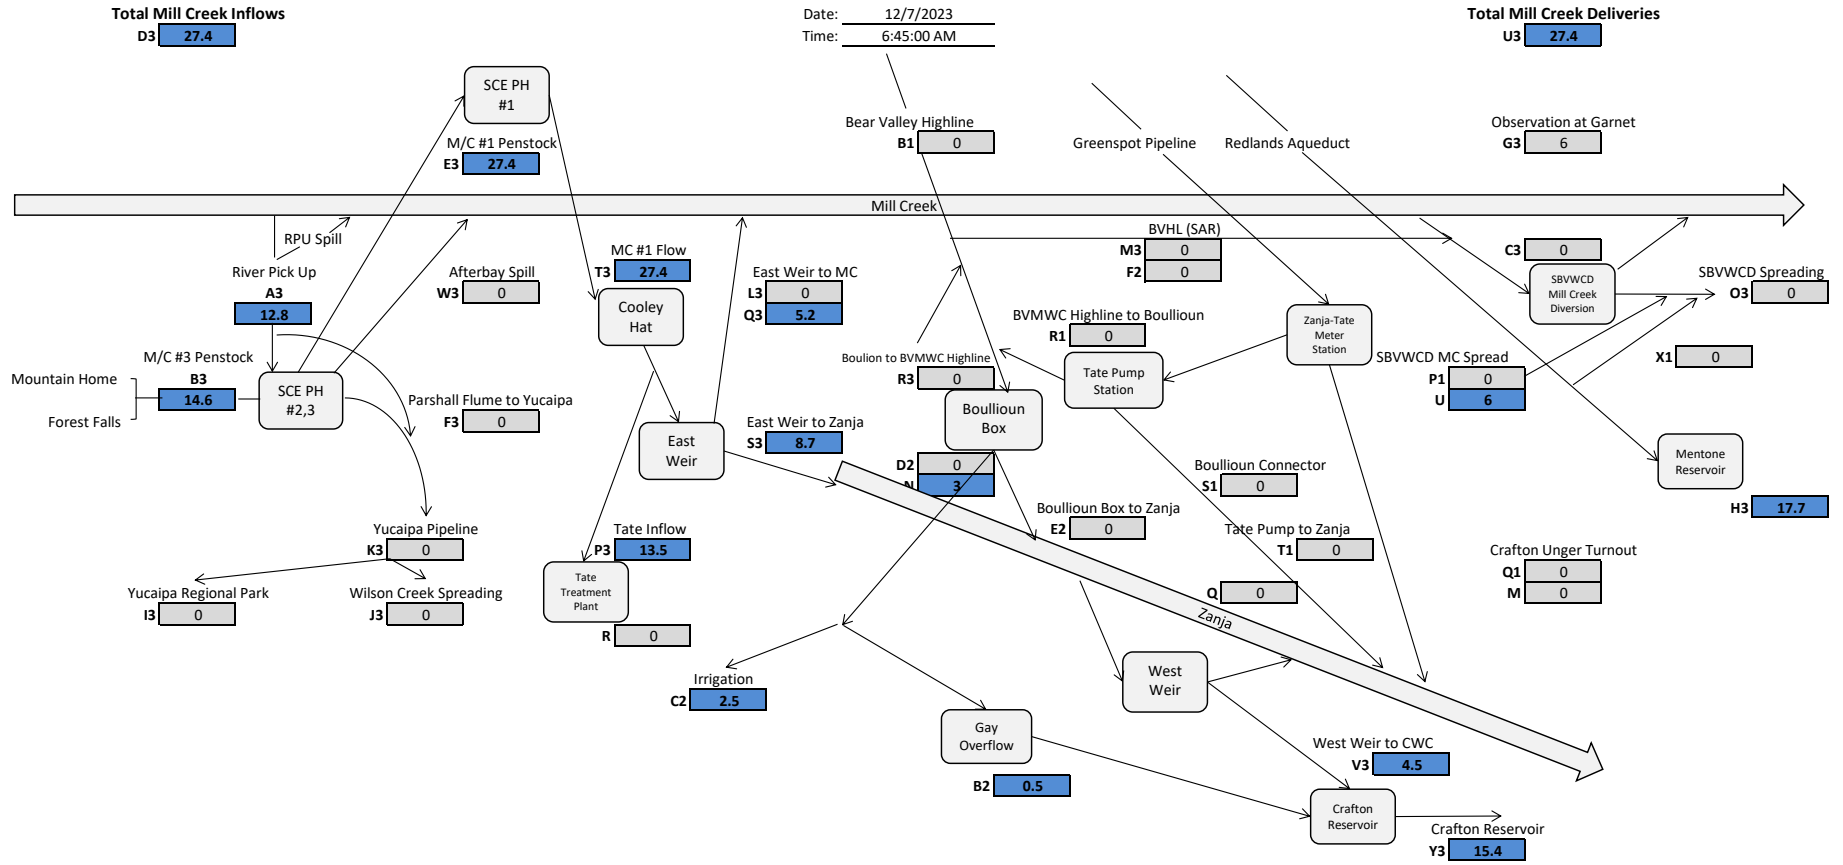 Total Mill Creek Inflows
D3 27.4
Date: 12/7/2023
Time: 6:45:00 AM
Total Mill Creek Deliveries
U3 27.4
SCE PH
#1
M/C #1 Penstock
E3 27.4
Bear Valley Highline
B1 0
Greenspot Pipeline
Redlands Aqueduct
Observation at Garnet
G3 6
Mill Creek
RPU Spill
River Pick Up
A3
12.8
Afterbay Spill
W3 0
MC #1 Flow
T3 27.4
Cooley
Hat
East Weir to MC
L3 0
Q3 5.2
BVHL (SAR)
M3 0
F2 0
C3 0
SBVWCD
Mill Creek
Diversion
SBVWCD Spreading
O3 0
BVMWC Highline to Boullioun
R1 0
Zanja-Tate
Meter
Station
M/C #3 Penstock
B3
14.6
Mountain Home
Forest Falls
SCE PH
#2,3
Parshall Flume to Yucaipa
F3 0
Boulion to BVMWC Highline
R3 0
Tate Pump
Station
SBVWCD MC Spread
P1 0
U 6
X1 0
Boullioun
Box
East
Weir
East Weir to Zanja
S3 8.7
D2 0
N 3
Boullioun Connector
S1 0
Mentone
Reservoir
H3 17.7
Boullioun Box to Zanja
E2 0
Yucaipa Pipeline
K3 0
Tate Inflow
P3 13.5
Tate Pump to Zanja
T1 0
Crafton Unger Turnout
Q1 0
M 0
Yucaipa Regional Park
I3 0
Wilson Creek Spreading
J3 0
Tate
Treatment
Plant
R 0
Q 0
Zanja
Irrigation
C2 2.5
West
Weir
Gay
Overflow
B2 0.5
West Weir to CWC
V3 4.5
Crafton
Reservoir
Crafton Reservoir
Y3 15.4